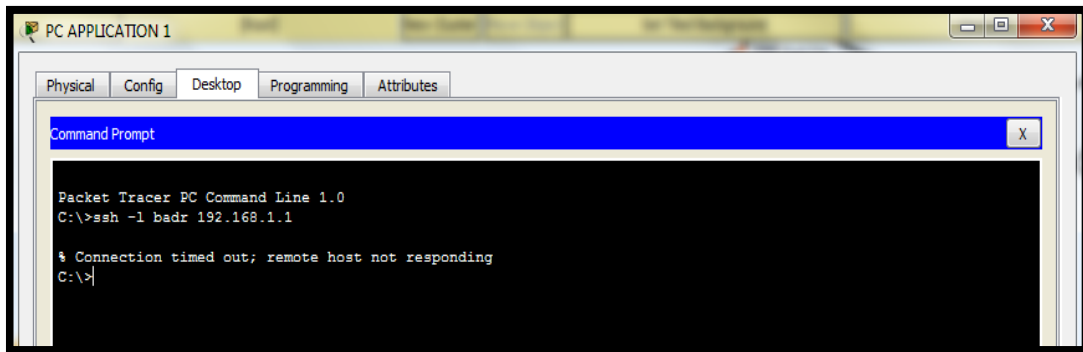 PC APPLICATION 1
X
Physical Config Desktop Programming Attributes
Command Prompt
X
Packet Tracer PC Command Line 1.0
C:\>ssh -l badr 192.168.1.1
% Connection timed out; remote host not responding
C:\>